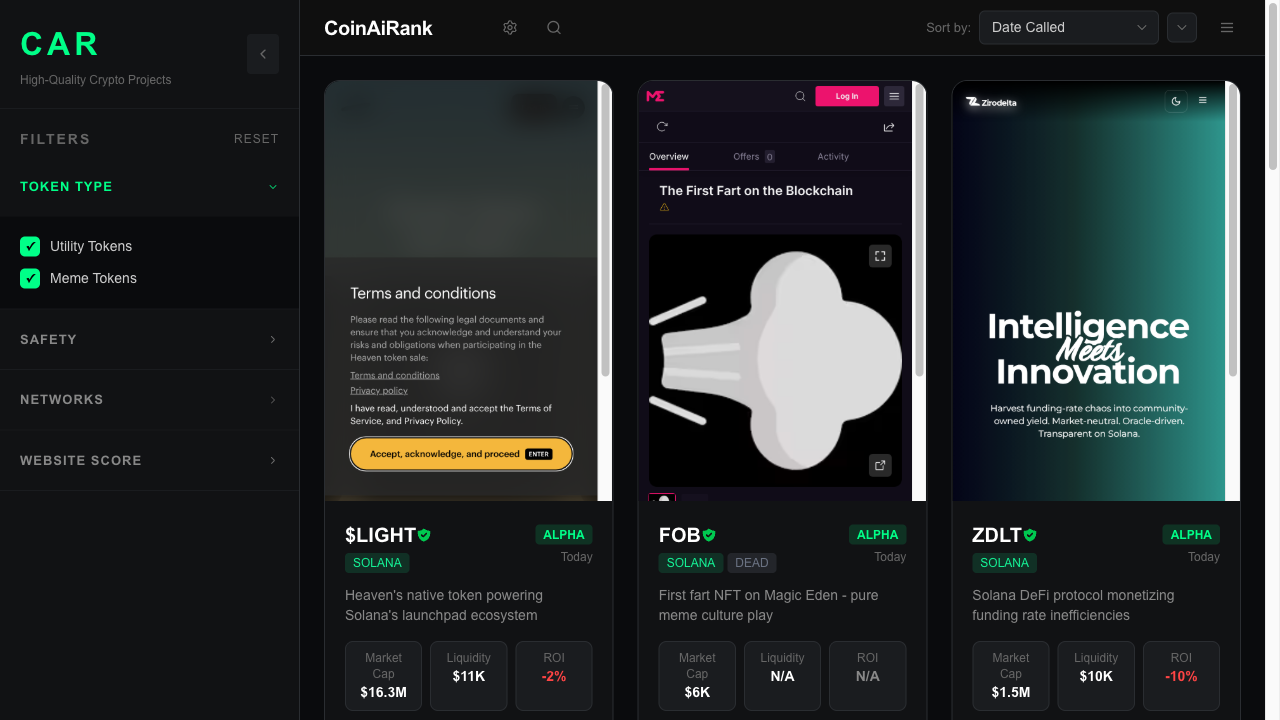 CAR
High-Quality Crypto Projects
FILTERS
RESET
TOKEN TYPE
Utility Tokens
Meme Tokens
SAFETY
NETWORKS
WEBSITE SCORE
CoinAiRank
Sort by:
Date Called
Terms and conditions
Please read the following legal documents and
ensure that you acknowledge and understand your
risks and obligations when participating in the
Heaven token sale:
Terms and conditions
Privacy policy
I have read, understood and accept the Terms of
Service, and Privacy Policy.
Accept, acknowledge, and proceed ENTER
$LIGHT
ALPHA
SOLANA
Today
Heaven's native token powering
Solana's launchpad ecosystem
Market
Cap
$16.3M
Liquidity
$11K
ROI
-2%
ME
Log In
Overview
Offers 0
Activity
The First Fart on the Blockchain
FOB
ALPHA
SOLANA
DEAD
Today
First fart NFT on Magic Eden - pure
meme culture play
Market
Cap
$6K
Liquidity
N/A
ROI
N/A
Zirodelta
Intelligence
Meets
Innovation
Harvest funding-rate chaos into community-
owned yield. Market-neutral. Oracle-driven.
Transparent on Solana.
ZDLT
ALPHA
SOLANA
Today
Solana DeFi protocol monetizing
funding rate inefficiencies
Market
Cap
$1.5M
Liquidity
$10K
ROI
-10%